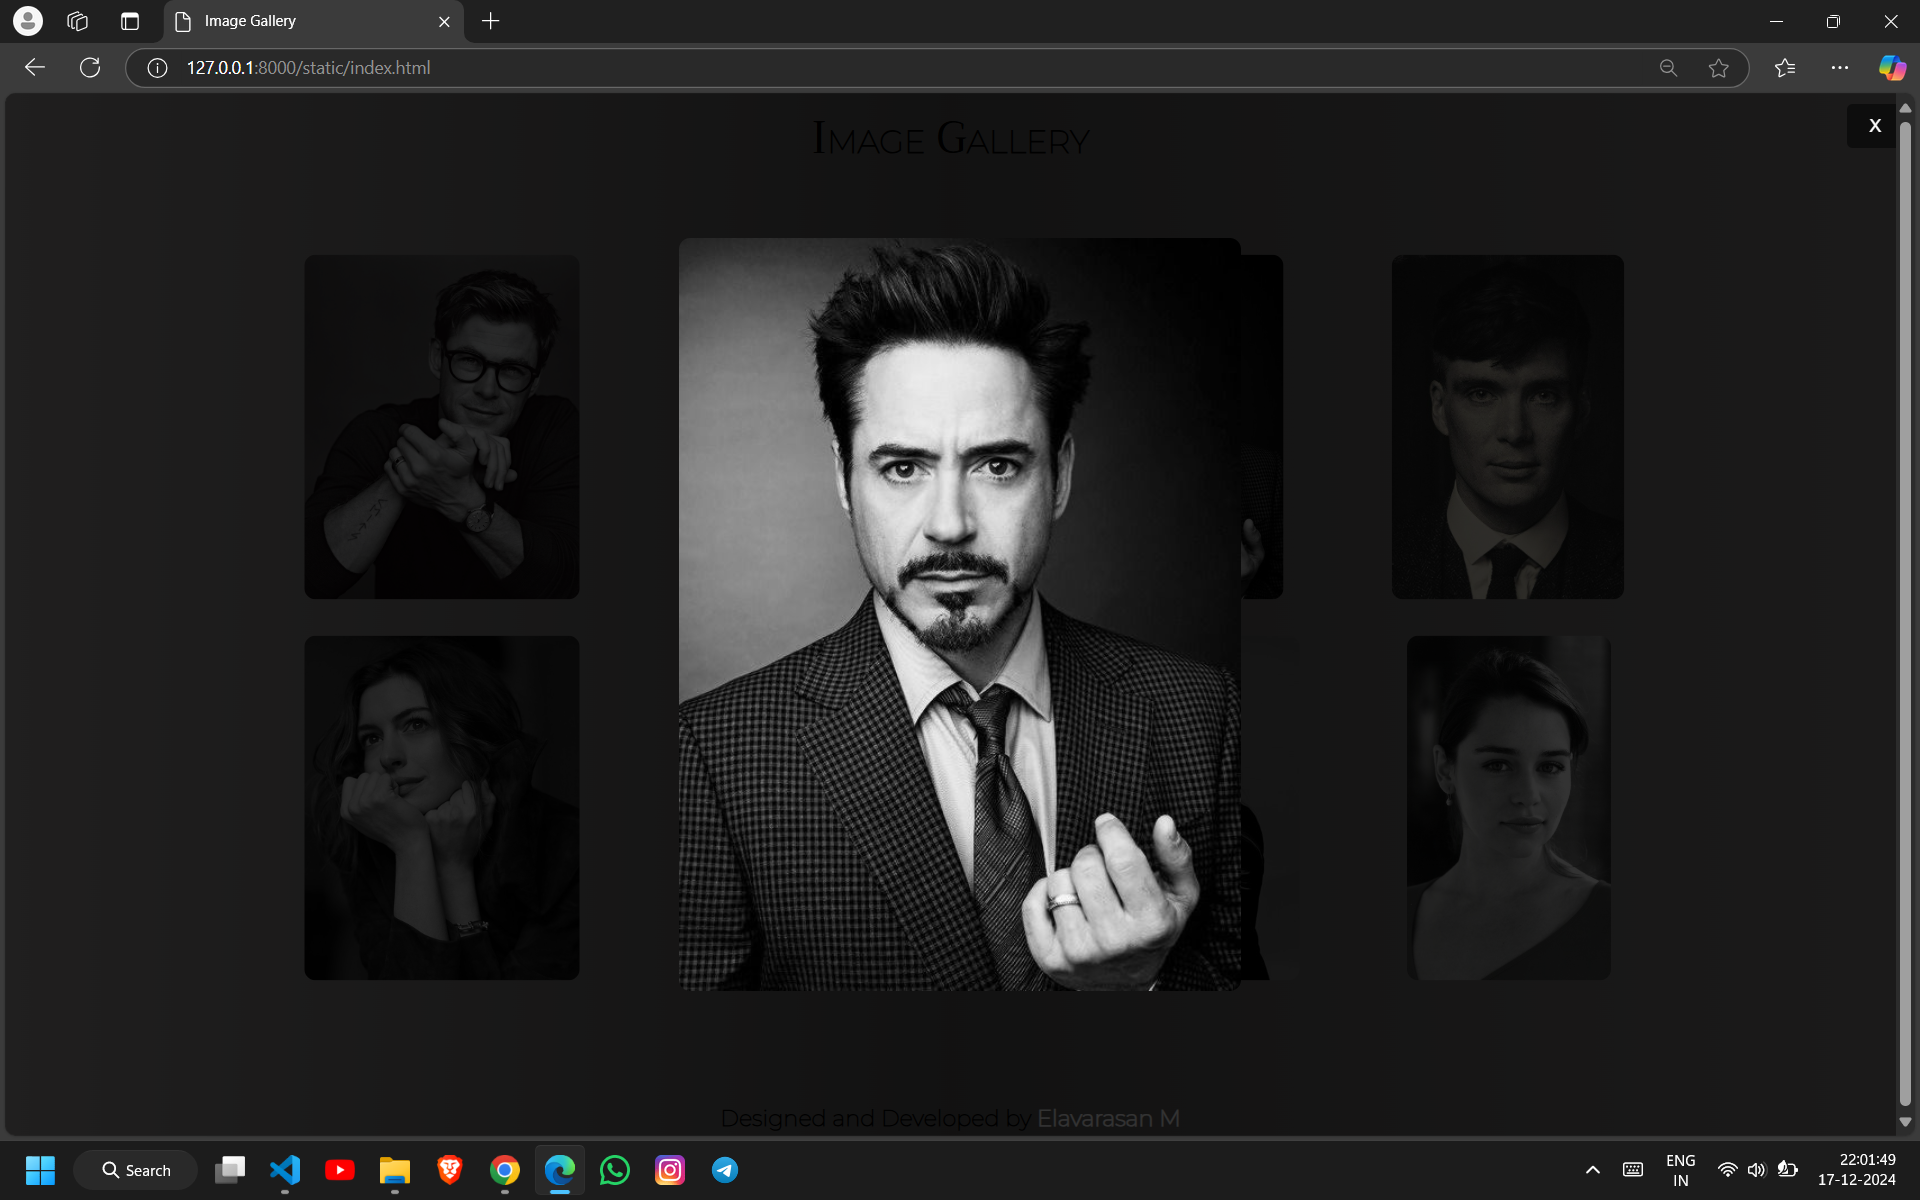 Image Gallery
127.0.0.1:8000/static/index.html
IMAGE GALLERY
X
Designed and Developed by Elavarasan M
Search
ENG
IN
22:01:49
17-12-2024